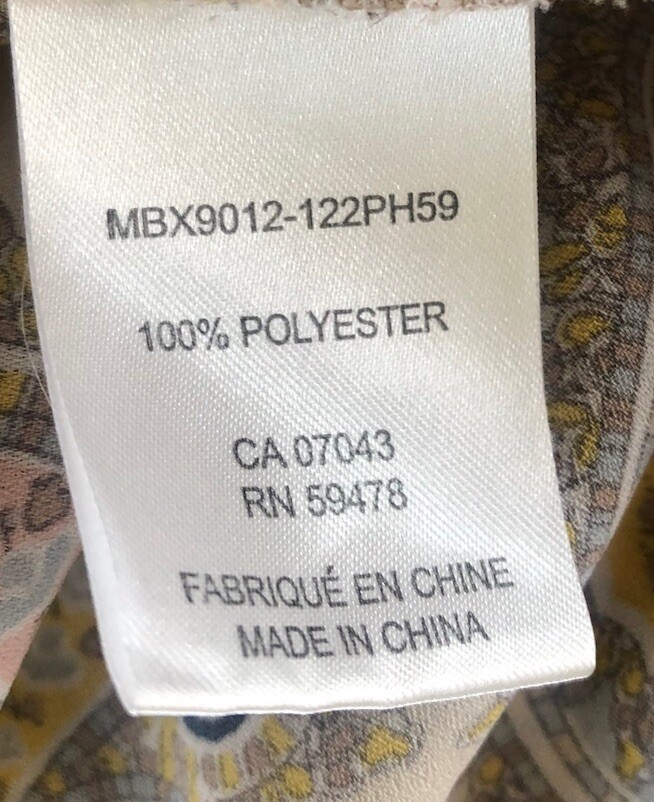 MBX9012-122PH59
100% POLYESTER
CA 07043
RN 59478
FABRIQUÉ EN CHINE
MADE IN CHINA